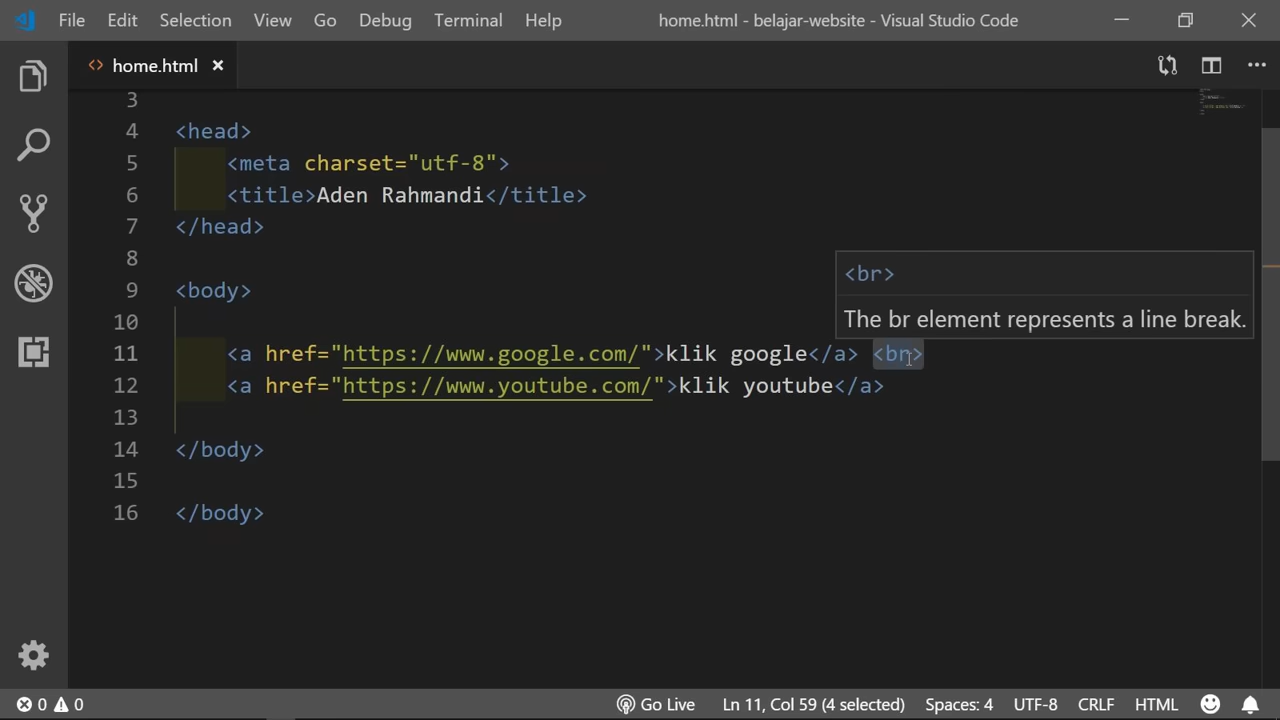 File Edit Selection View Go Debug Terminal Help home.html - belajar-website - Visual Studio Code
<> home.html ×
3
4 <head>
5 <meta charset="utf-8">
6 <title>Aden Rahmandi</title>
7 </head>
8
9 <body>
<br>
10
The br element represents a line break.
11 <a href="https://www.google.com/">klik google</a> <br>
12 <a href="https://www.youtube.com/">klik youtube</a>
13
14 </body>
15
16 </body>
0 0 Go Live Ln 11, Col 59 (4 selected) Spaces: 4 UTF-8 CRLF HTML